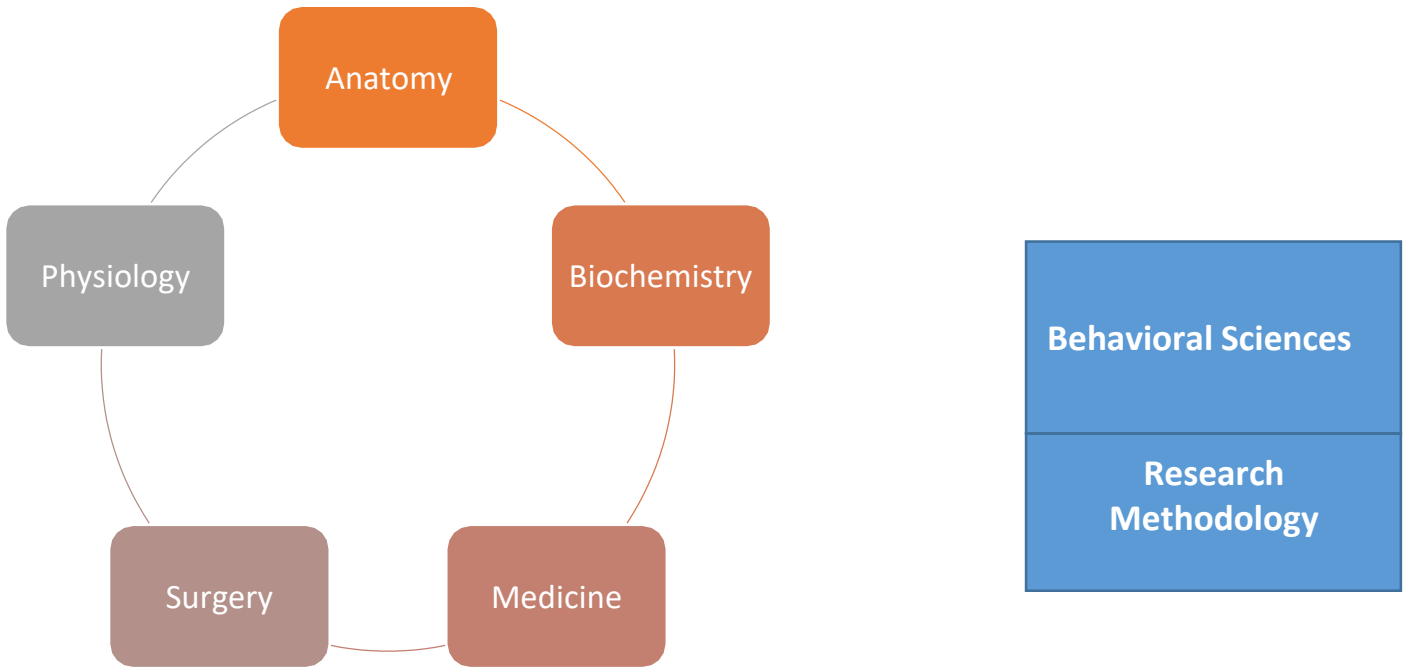 Anatomy
Physiology
Biochemistry
Surgery
Medicine
Behavioral Sciences
Research
Methodology